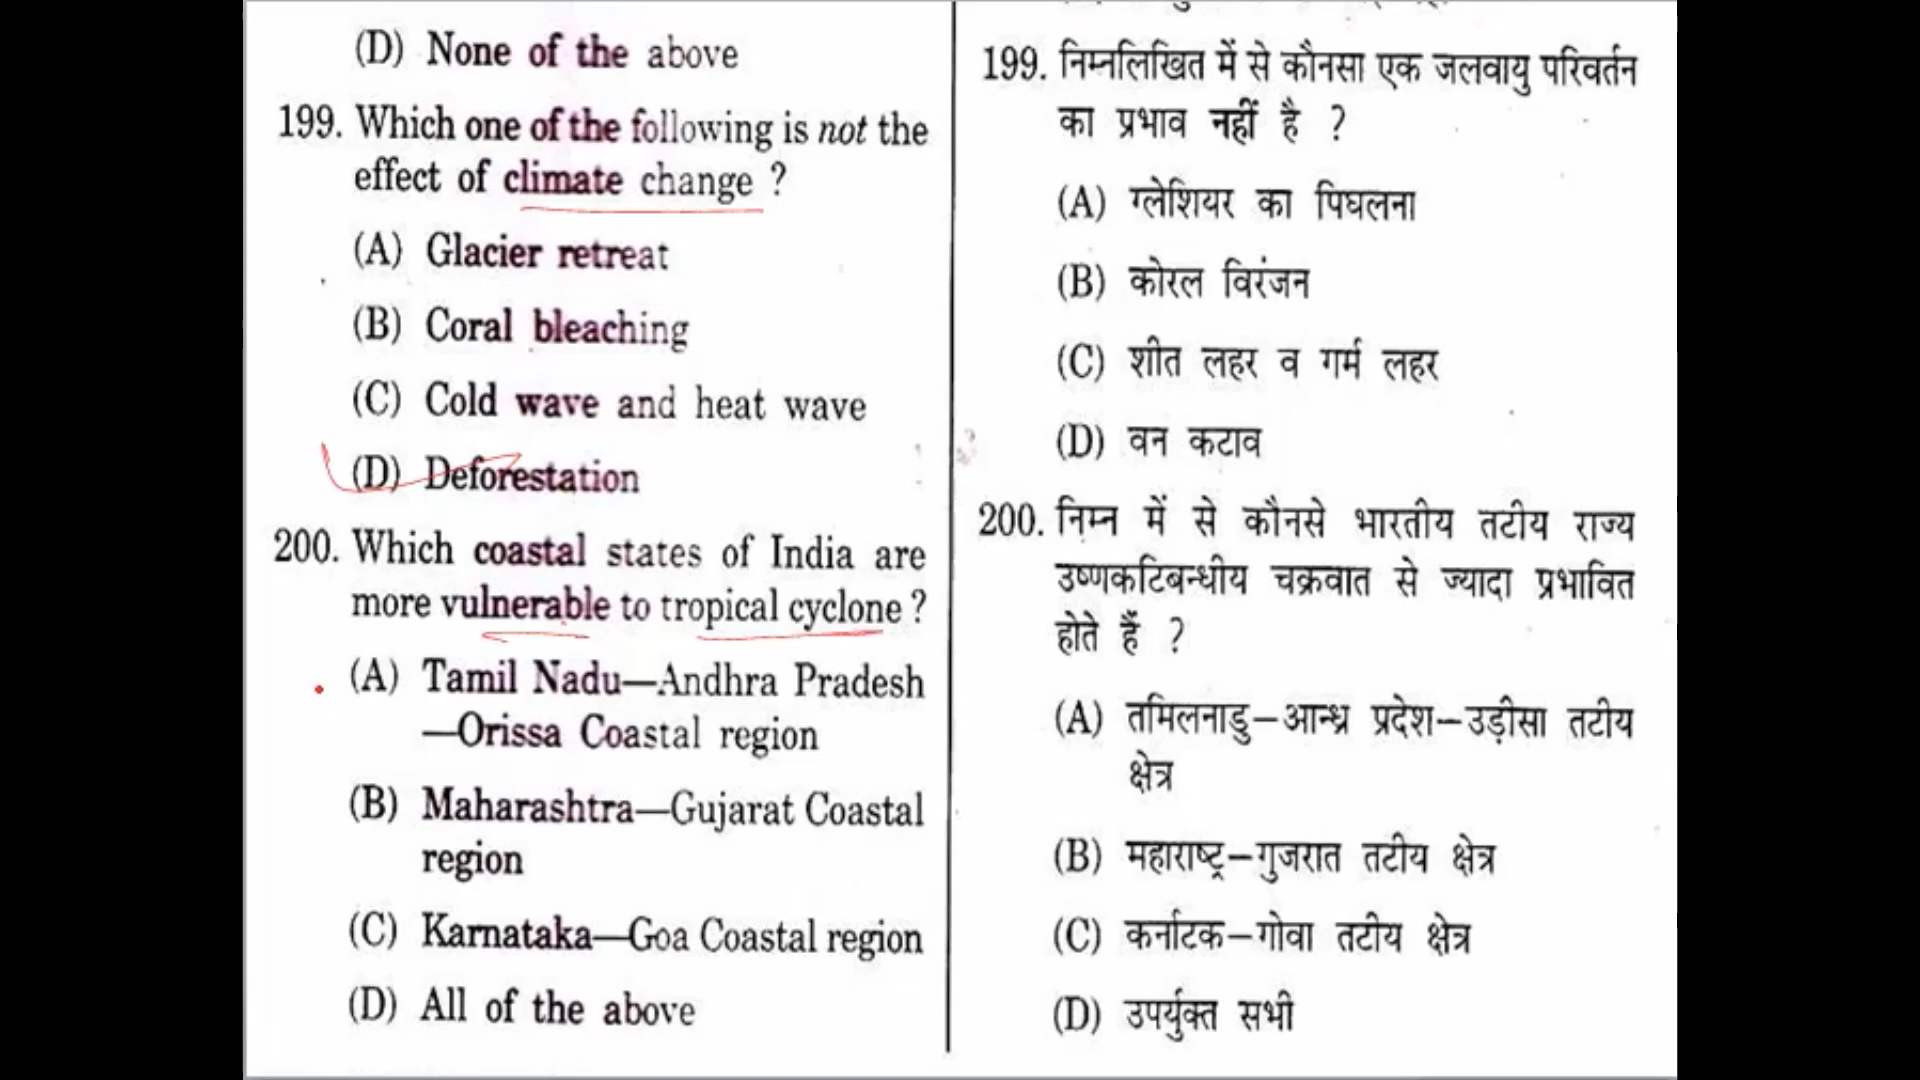 (D) None of the above
199. Which one of the following is not the
effect of climate change ?
(A) Glacier retreat
(B) Coral bleaching
(C) Cold wave and heat wave
(D) Deforestation
200. Which coastal states of India are
more vulnerable to tropical cyclone ?
(A) Tamil Nadu—Andhra Pradesh
—Orissa Coastal region
(B) Maharashtra—Gujarat Coastal
region
(C) Karnataka—Goa Coastal region
(D) All of the above
199. निम्नलिखित में से कौनसा एक जलवायु परिवर्तन
का प्रभाव नहीं है ?
(A) ग्लेशियर का पिघलना
(B) कोरल विरंजन
(C) शीत लहर व गर्म लहर
(D) वन कटाव
200. निम्न में से कौनसे भारतीय तटीय राज्य
उष्णकटिबन्धीय चक्रवात से ज्यादा प्रभावित
होते हैं ?
(A) तमिलनाडु–आन्ध्र प्रदेश–उड़ीसा तटीय
क्षेत्र
(B) महाराष्ट्र–गुजरात तटीय क्षेत्र
(C) कर्नाटक–गोवा तटीय क्षेत्र
(D) उपर्युक्त सभी